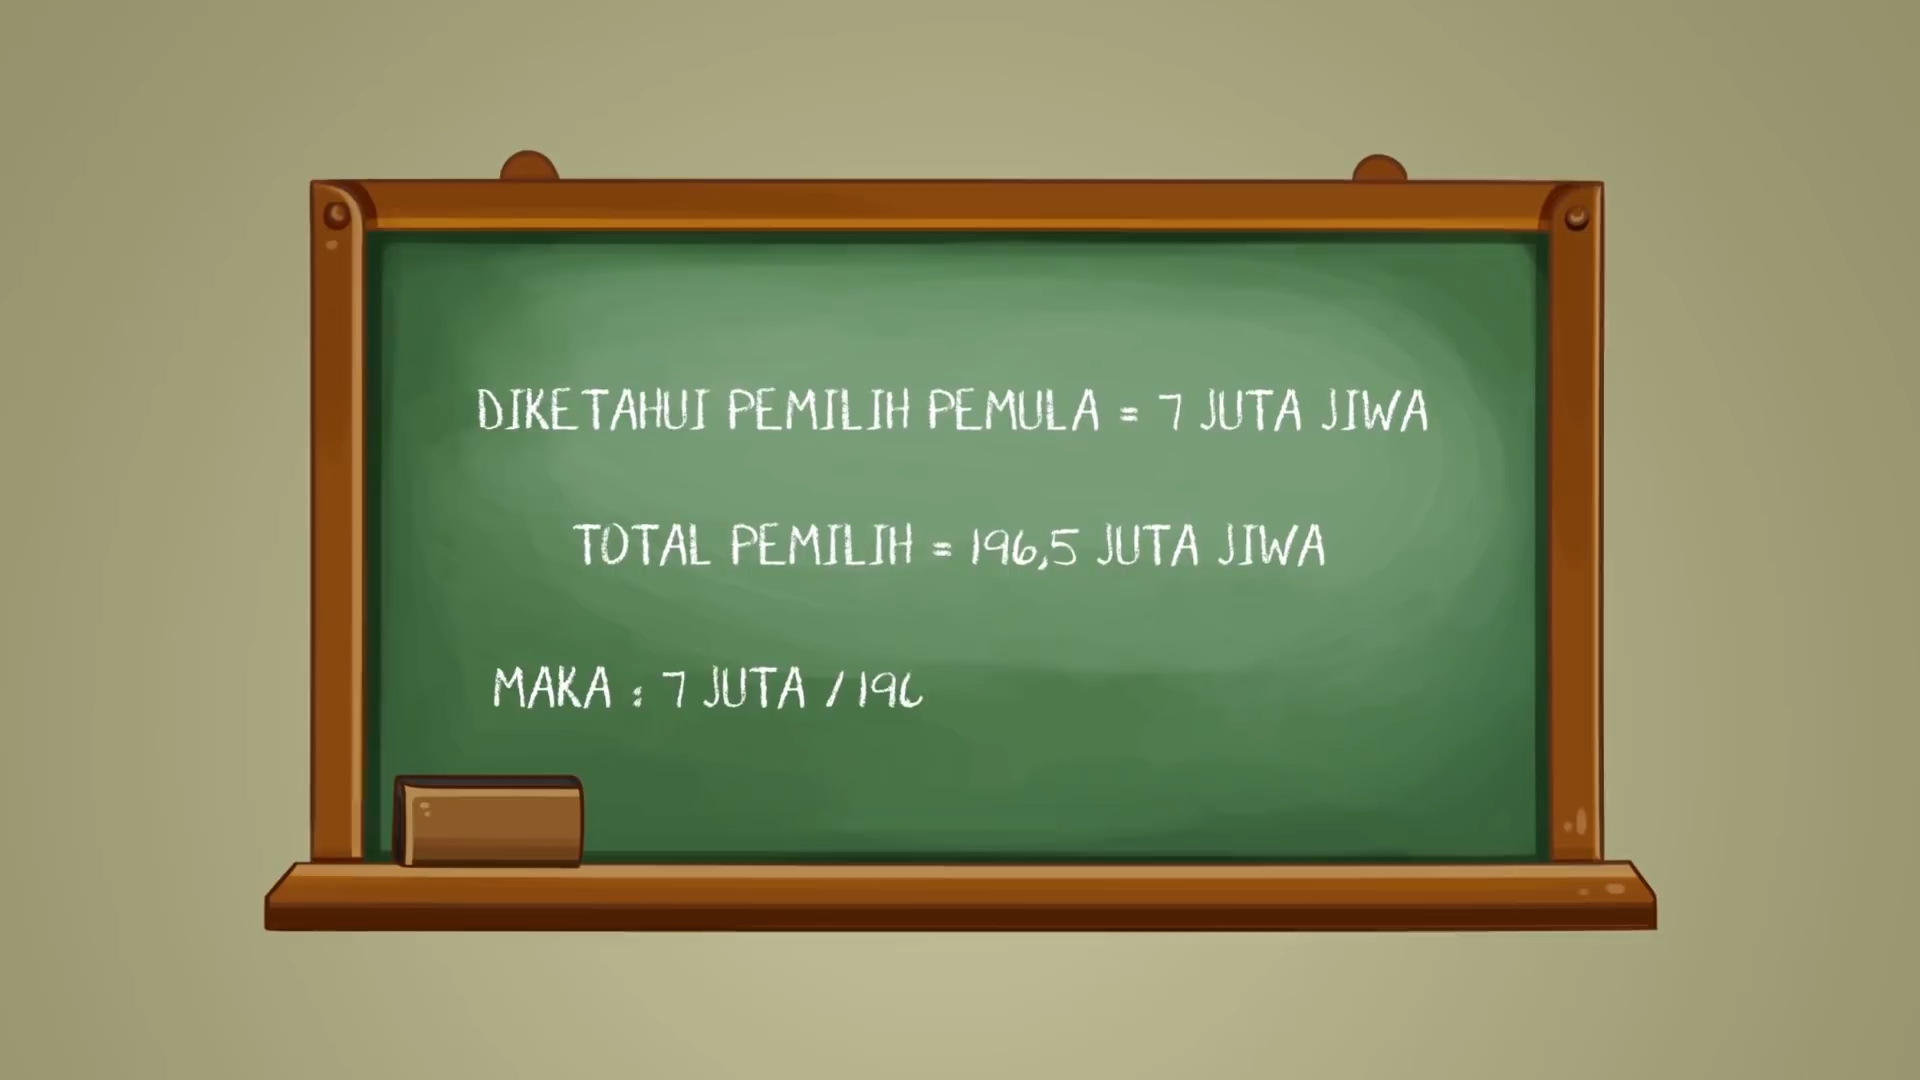 DIKETAHUI PEMILIH PEMULA = 7 JUTA JIWA
TOTAL PEMILIH = 196,5 JUTA JIWA
MAKA : 7 JUTA / 196